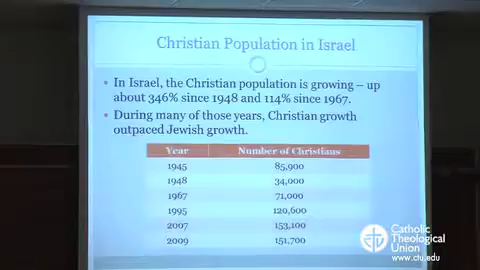 Christian Population in Israel
• In Israel, the Christian population is growing – up
about 346% since 1948 and 114% since 1967.
• During many of those years, Christian growth
outpaced Jewish growth.
Year Number of Christians
1945 85,900
1948 34,000
1967 71,000
1995 120,600
2007 153,100
2009 151,700
Catholic
Theological
Union
www.ctu.edu